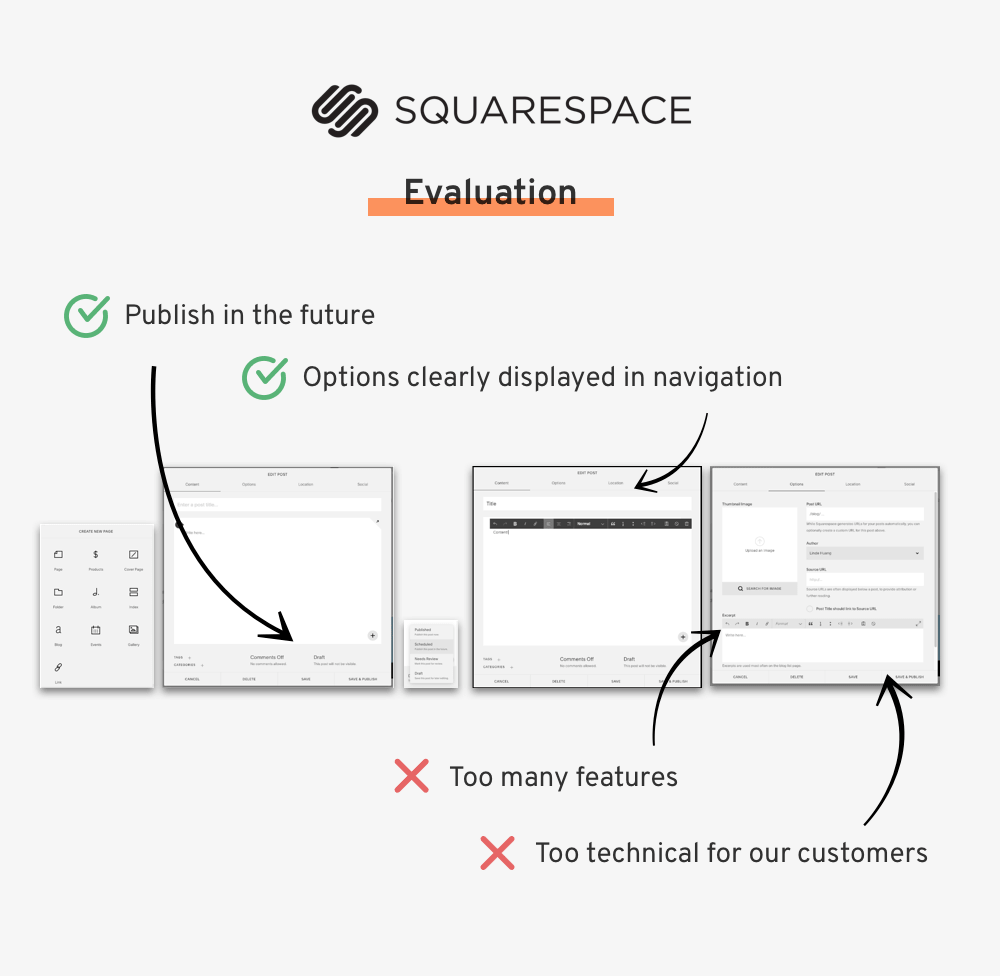 SQUARESPACE
Evaluation
Publish in the future
Options clearly displayed in navigation
CREATE NEW PAGE
Page
Products
Cover Page
Folder
Album
Index
Blog
Events
Gallery
Link
EDIT POST
Content
Options
Location
Social
Enter a post title...
TAGS
CATEGORIES
Comments Off
No comments allowed
Draft
This post will not be visible.
CANCEL
DELETE
SAVE
SAVE & PUBLISH
Published
Scheduled
Needs Review
Draft
EDIT POST
Content
Options
Location
Social
Title
Normal
Content
TAGS
CATEGORIES
Comments Off
No comments allowed
Draft
This post will not be visible.
CANCEL
DELETE
SAVE
SAVE & PUBLISH
EDIT POST
Content
Options
Location
Social
Thumbnail Image
Upload an image
SEARCH FOR IMAGE
Post URL
Author
Source URL
Post Title should link to Source URL
Excerpt
Normal
CANCEL
DELETE
SAVE
SAVE & PUBLISH
Too many features
Too technical for our customers